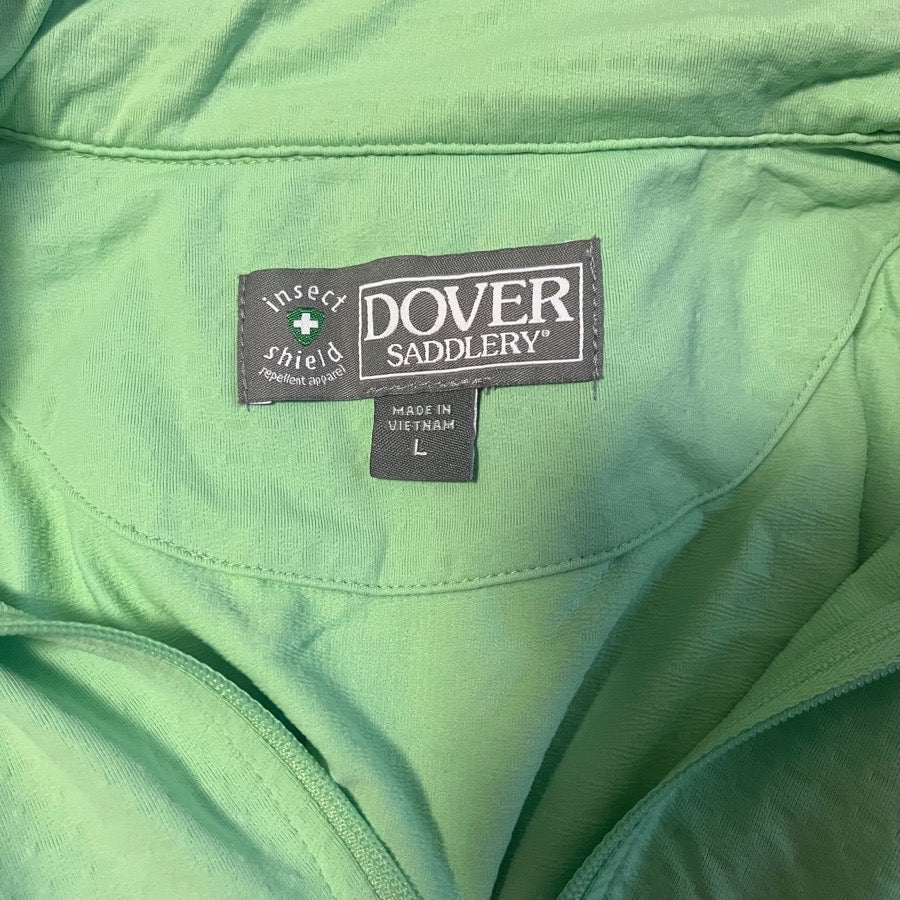 insect
shield
repellent apparel
DOVER
SADDLERY®
MADE IN
VIETNAM
L